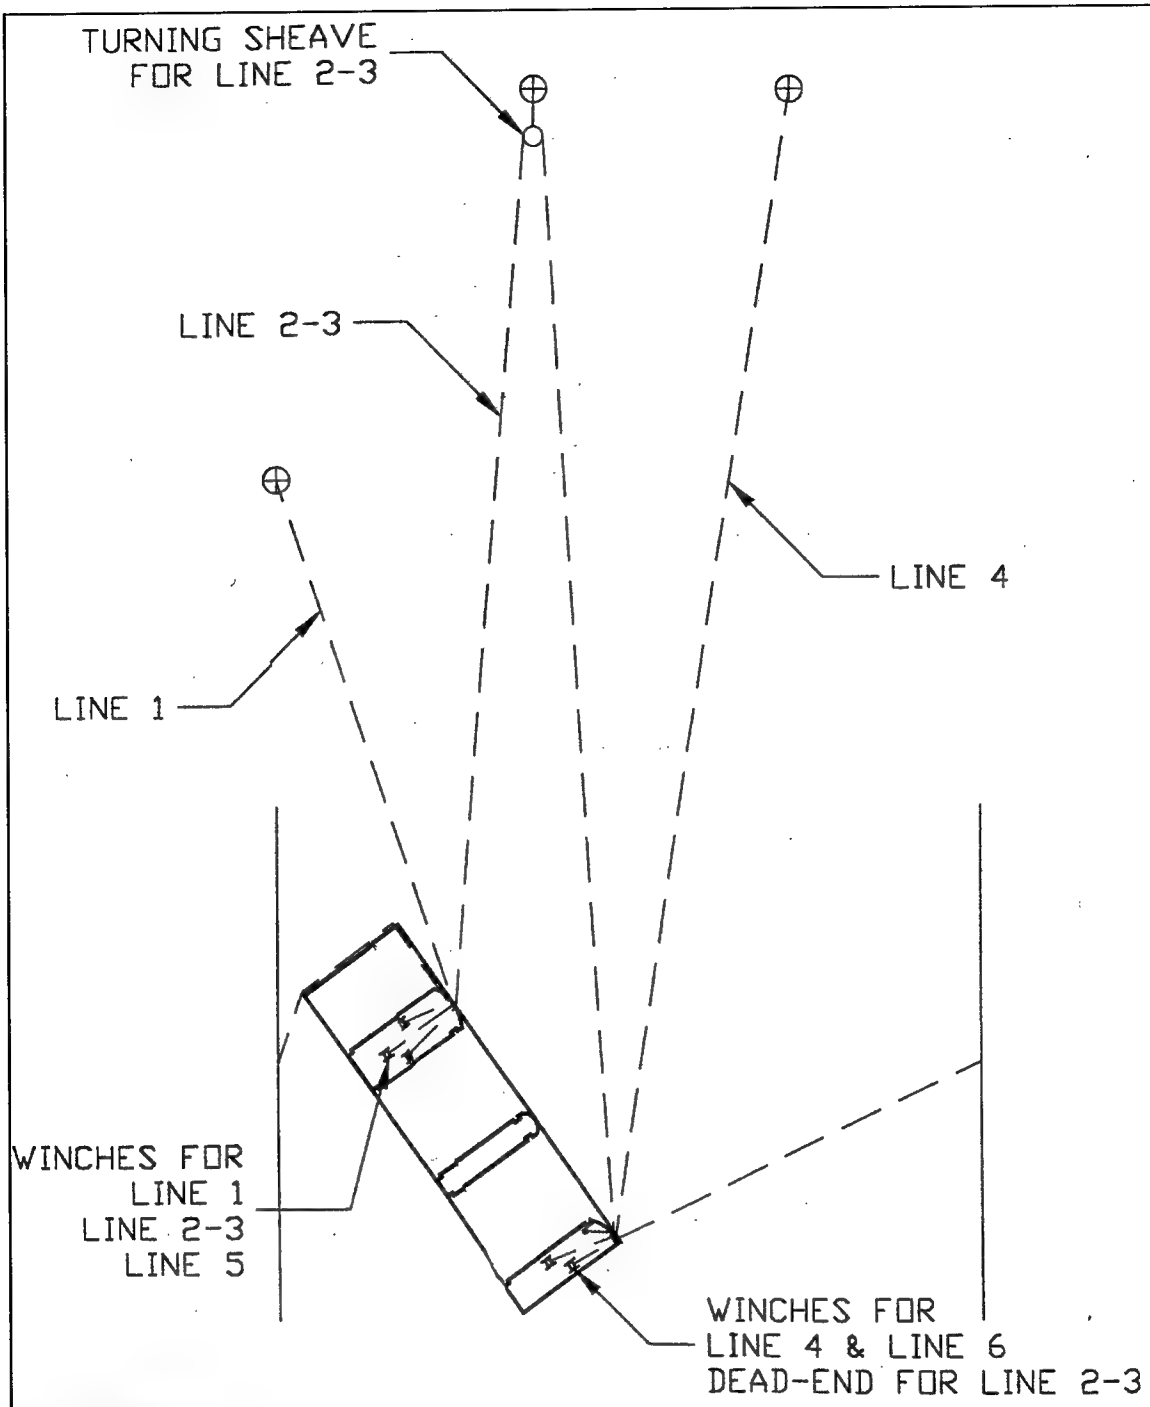 TURNING SHEAVE
FOR LINE 2-3
LINE 2-3
LINE 4
LINE 1
WINCHES FOR
LINE 1
LINE 2-3
LINE 5
WINCHES FOR
LINE 4 & LINE 6
DEAD-END FOR LINE 2-3